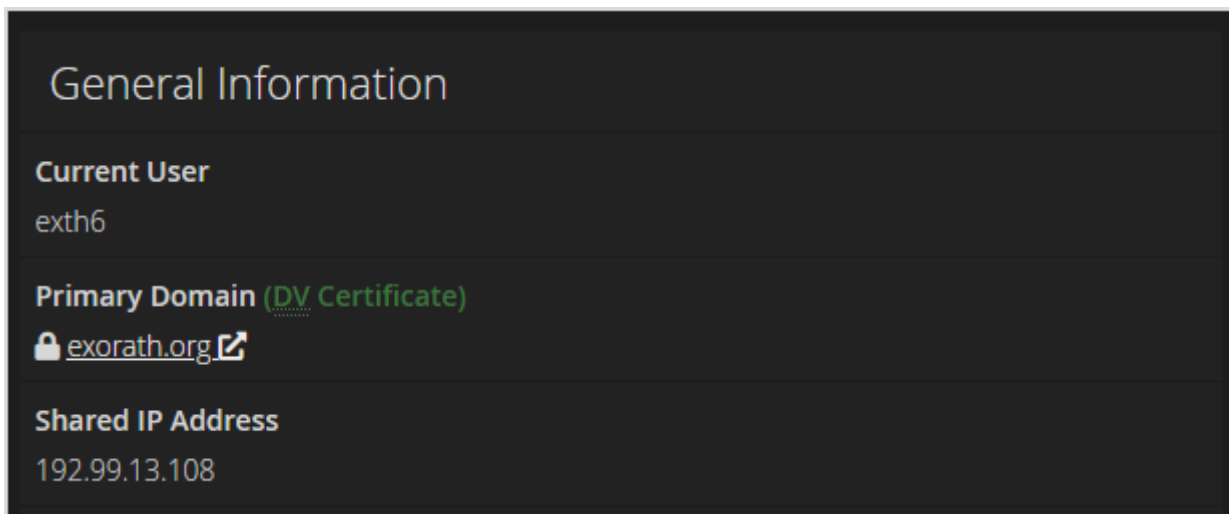 General Information
Current User
exth6
Primary Domain (DV Certificate)
exorath.org
Shared IP Address
192.99.13.108